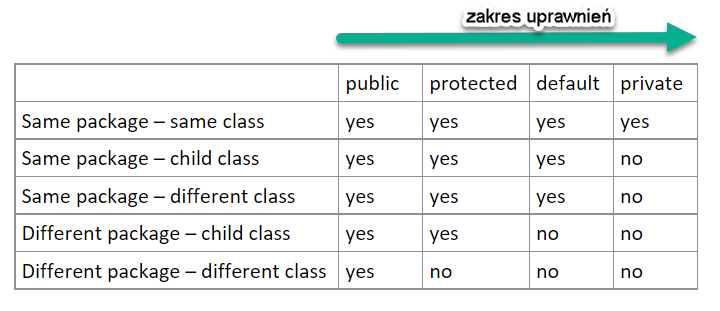 zakres uprawnień
public protected default private
Same package – same class yes yes yes yes
Same package – child class yes yes yes no
Same package – different class yes yes yes no
Different package – child class yes yes no no
Different package – different class yes no no no